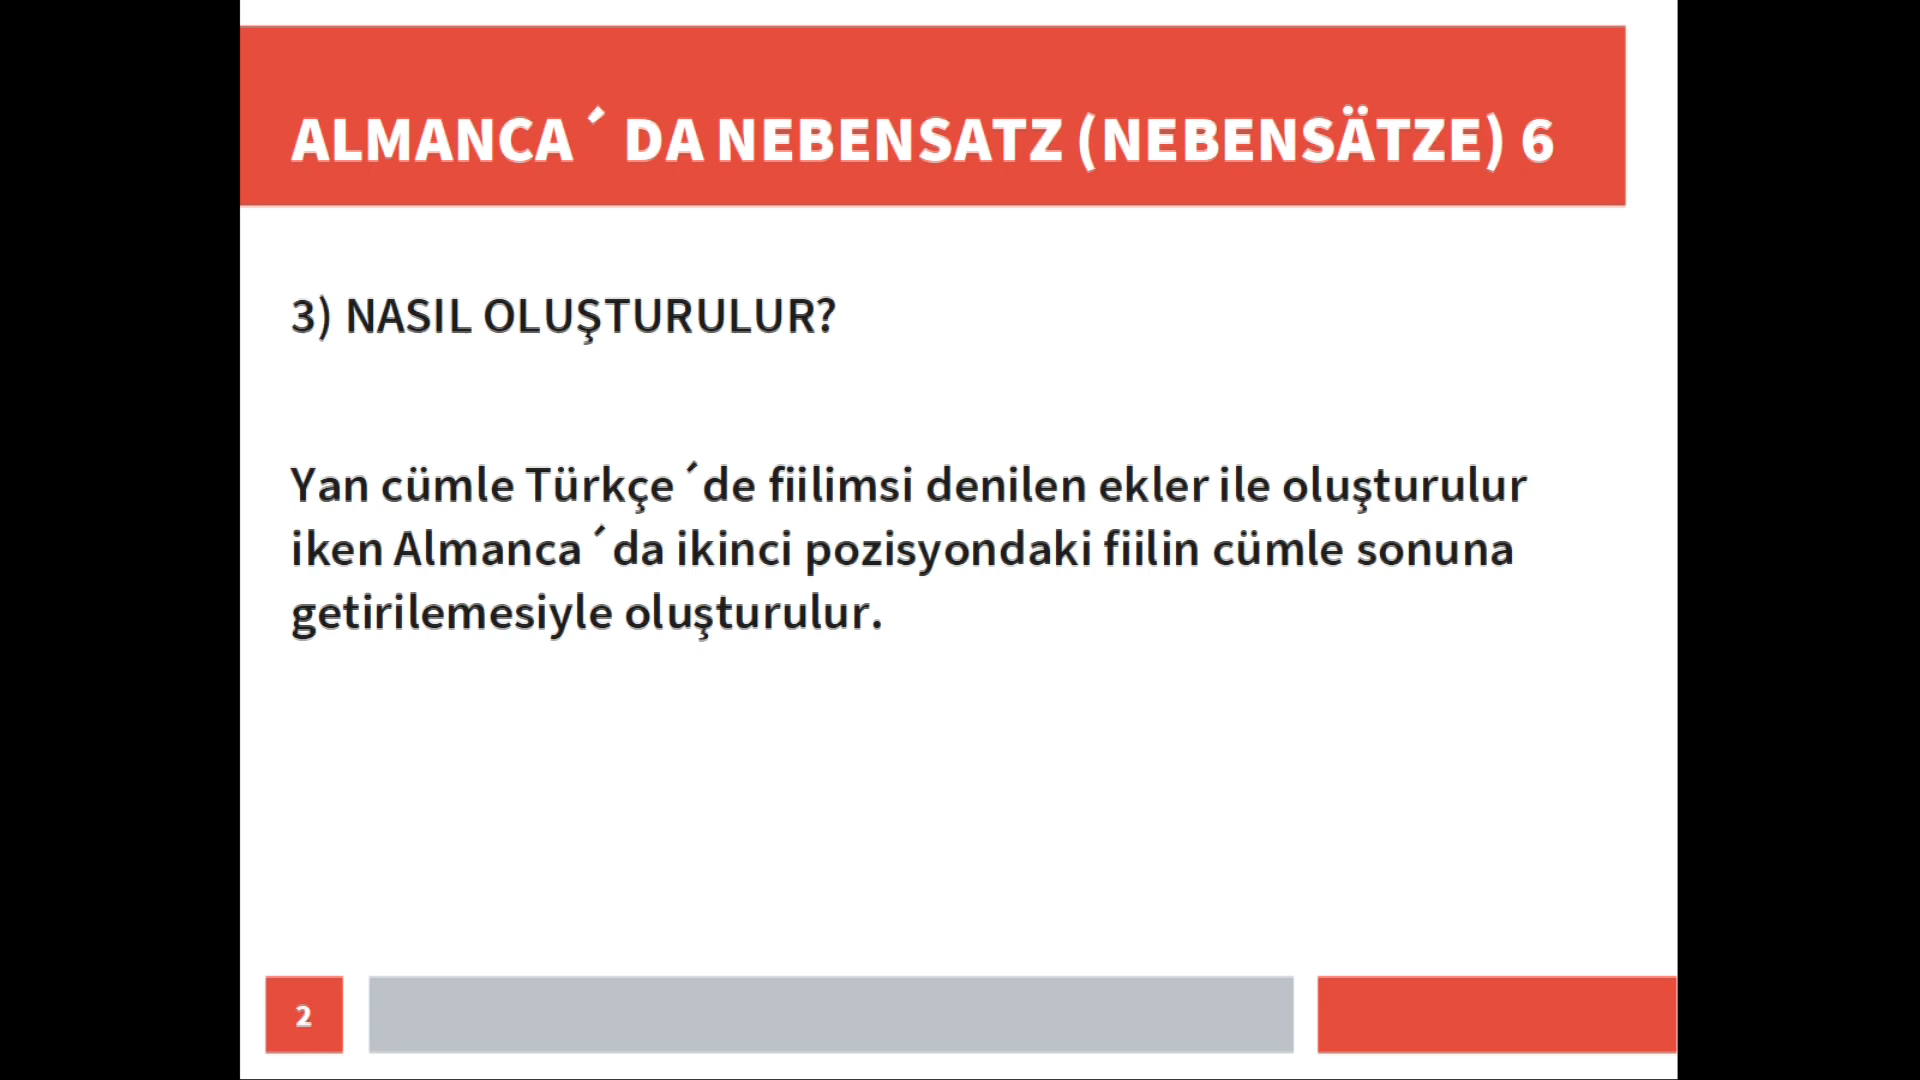 ALMANCA´ DA NEBENSATZ (NEBENSÄTZE) 6
3) NASIL OLUŞTURULUR?
Yan cümle Türkçe´de fiilimsi denilen ekler ile oluşturulur
iken Almanca´da ikinci pozisyondaki fiilin cümle sonuna
getirilemesiyle oluşturulur.
2